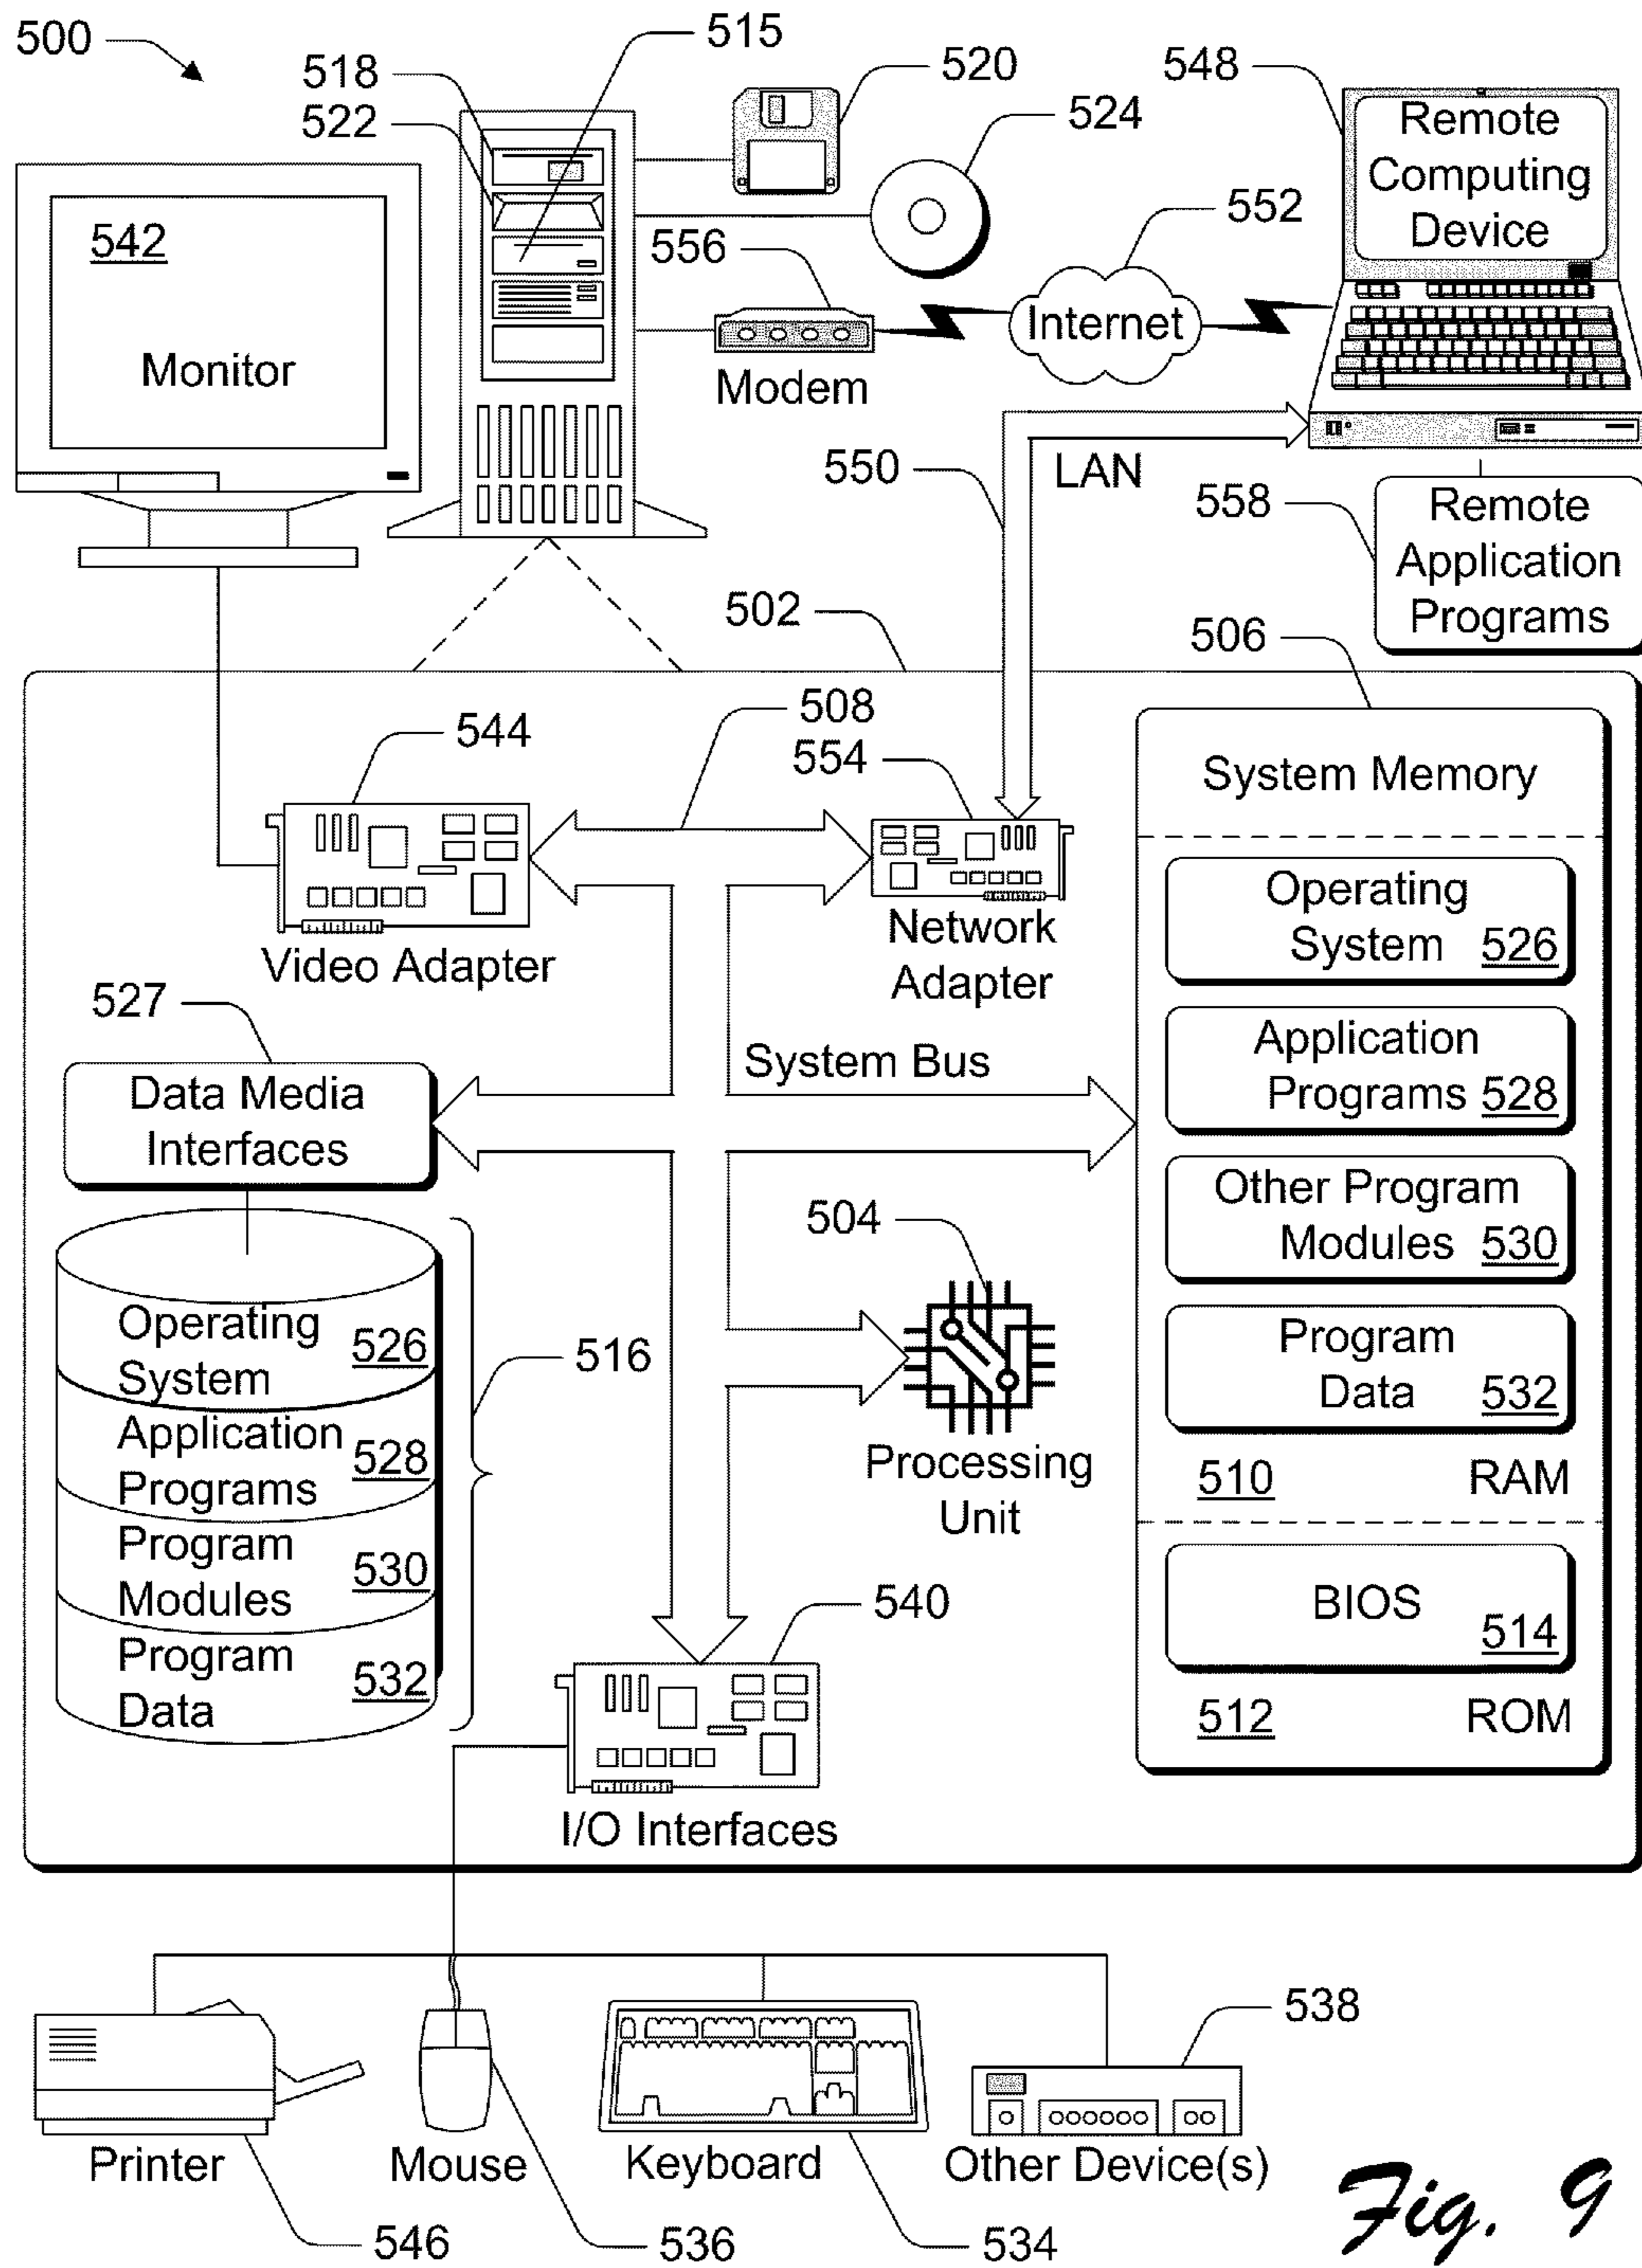 500
515
518
520
548
522
524
Remote
Computing
Device
552
542
556
Internet
Monitor
Modem
550
LAN
558
Remote
Application
Programs
502
506
508
544
554
System Memory
Operating
System 526
Video Adapter
Network
Adapter
527
Application
Programs 528
System Bus
Data Media
Interfaces
Other Program
Modules 530
504
Operating
System 526
516
Program
Data 532
Application
Programs 528
Processing
Unit
510 RAM
Program
Modules 530
540
BIOS
514
Program
Data 532
512 ROM
I/O Interfaces
538
Printer
Mouse
Keyboard
Other Device(s)
546
536
534
Fig. 9